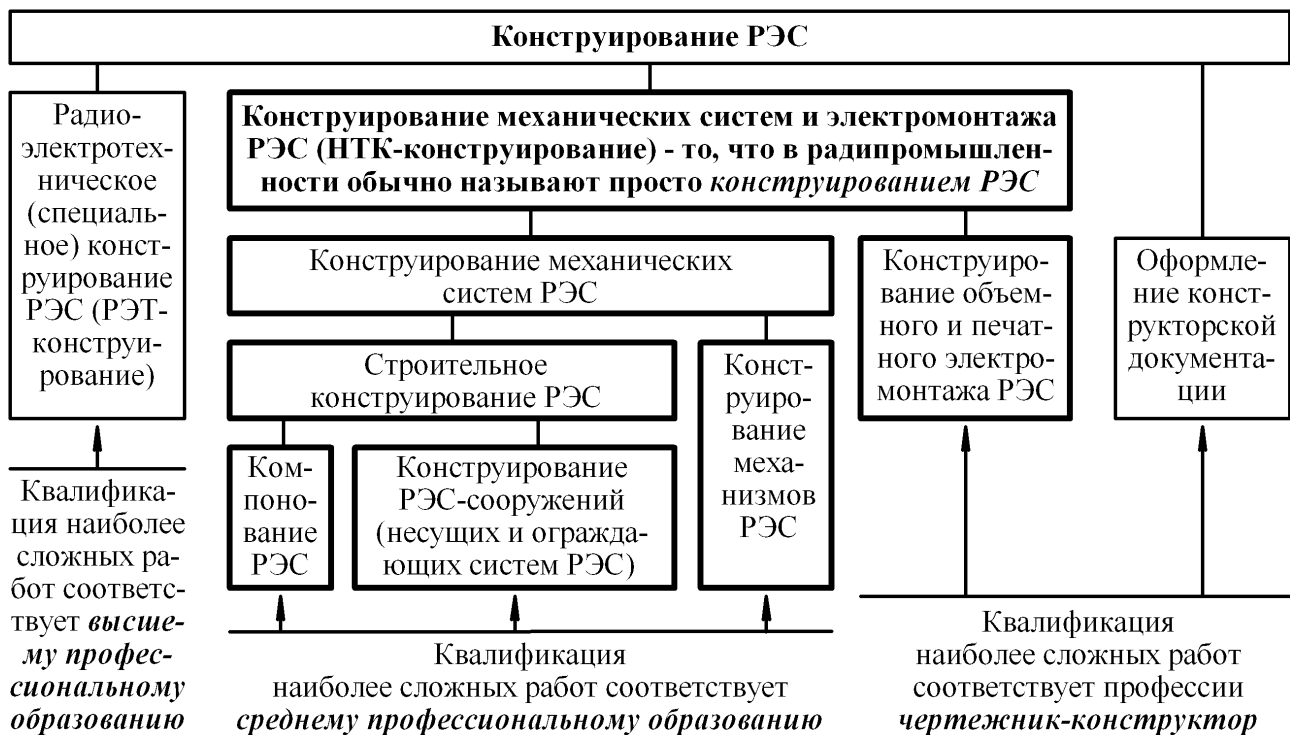 Конструирование РЭС
Радио-
электротех-
ническое
(специаль-
ное) конст-
руирование
РЭС (РЭТ-
конструи-
рование)
Конструирование механических систем и электромонтажа
РЭС (НТК-конструирование) - то, что в радипромышлен-
ности обычно называют просто конструированием РЭС
Конструирование механических
систем РЭС
Строительное
конструирование РЭС
Ком-
поно-
вание
РЭС
Конструирование
РЭС-сооружений
(несущих и огражда-
ющих систем РЭС)
Конст-
руиро-
вание
меха-
низмов
РЭС
Конструиро-
вание объем-
ного и печат-
ного электро-
монтажа РЭС
Оформле-
ние конст-
рукторской
документа-
ции
Квалифика-
ция наиболее
сложных ра-
бот соответс-
твует высше-
му профес-
сиональному
образованию
Квалификация
наиболее сложных работ соответствует
среднему профессиональному образованию
Квалификация
наиболее сложных работ
соответствует профессии
чертежник-конструктор